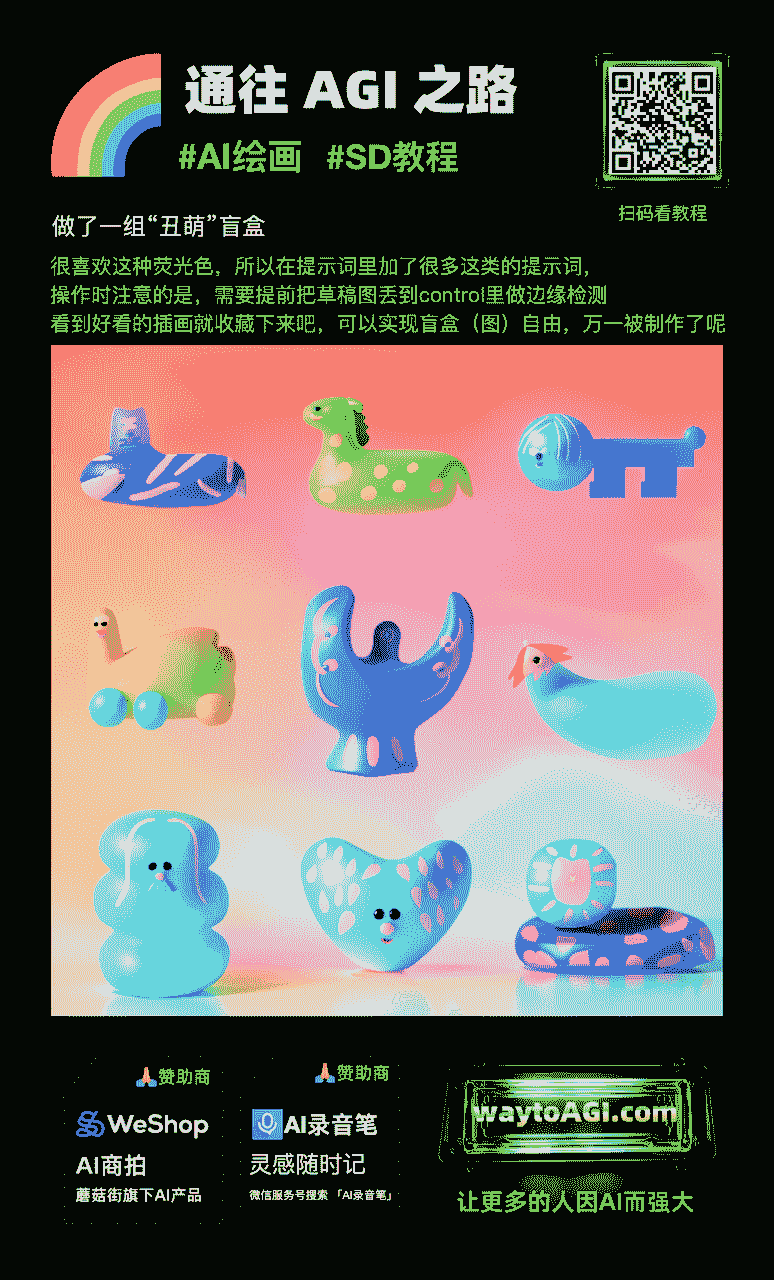 通往 AGI 之路
#AI绘画 #SD教程
扫码看教程
做了一组“丑萌”盲盒
很喜欢这种荧光色，所以在提示词里加了很多这类的提示词，
操作时注意的是，需要提前把草稿图丢到control里做边缘检测
看到好看的插画就收藏下来吧，可以实现盲盒（图）自由，万一被制作了呢
🙏赞助商
WeShop
AI商拍
蘑菇街旗下AI产品
🙏赞助商
AI录音笔
灵感随时记
微信服务号搜索「AI录音笔」
waytoAGI.com
让更多的人因AI而强大